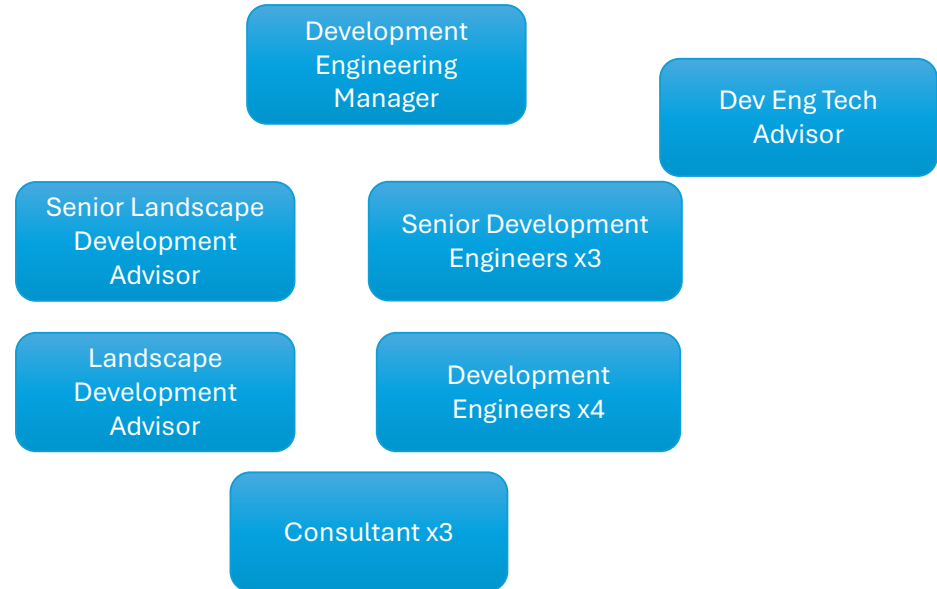 Development
Engineering
Manager
Dev Eng Tech
Advisor
Senior Landscape
Development
Advisor
Senior Development
Engineers x3
Landscape
Development
Advisor
Development
Engineers x4
Consultant x3